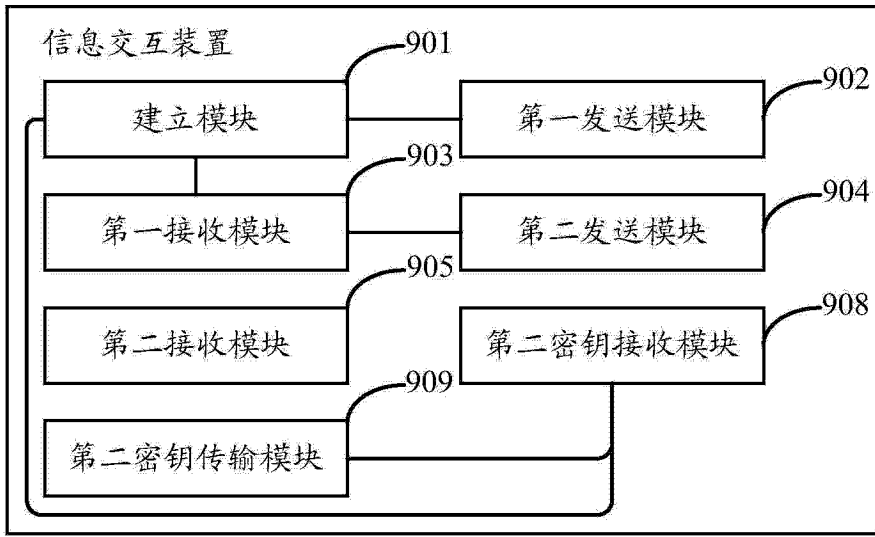 信息交互装置
901
建立模块
902
第一发送模块
903
第一接收模块
904
第二发送模块
905
第二接收模块
908
第二密钥接收模块
909
第二密钥传输模块